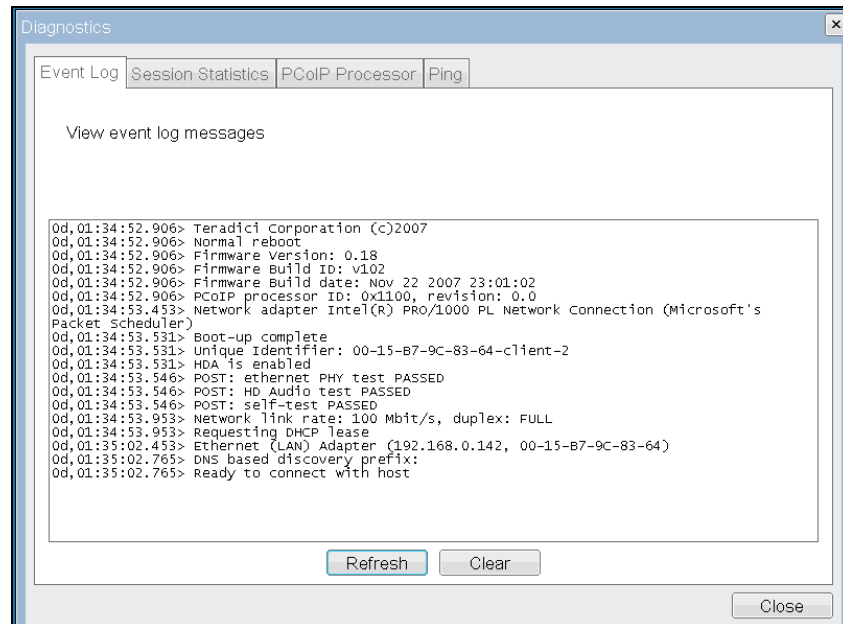 Diagnostics
Event Log Session Statistics PCoIP Processor Ping
View event log messages
0d,01:34:52.906> Teradici Corporation (c)2007
0d,01:34:52.906> Normal reboot
0d,01:34:52.906> Firmware Version: 0.18
0d,01:34:52.906> Firmware Build ID: v102
0d,01:34:52.906> Firmware Build date: Nov 22 2007 23:01:02
0d,01:34:52.906> PCoIP processor ID: 0x1100, revision: 0.0
0d,01:34:53.453> Network adapter Intel(R) PRO/1000 PL Network Connection (Microsoft's
Packet Scheduler)
0d,01:34:53.531> Boot-up complete
0d,01:34:53.531> Unique Identifier: 00-15-B7-9C-83-64-client-2
0d,01:34:53.531> HDA is enabled
0d,01:34:53.546> POST: ethernet PHY test PASSED
0d,01:34:53.546> POST: HD Audio test PASSED
0d,01:34:53.546> POST: self-test PASSED
0d,01:34:53.953> Network link rate: 100 Mbit/s, duplex: FULL
0d,01:34:53.953> Requesting DHCP lease
0d,01:35:02.453> Ethernet (LAN) Adapter (192.168.0.142, 00-15-B7-9C-83-64)
0d,01:35:02.765> DNS based discovery prefix:
0d,01:35:02.765> Ready to connect with host
Refresh Clear
Close